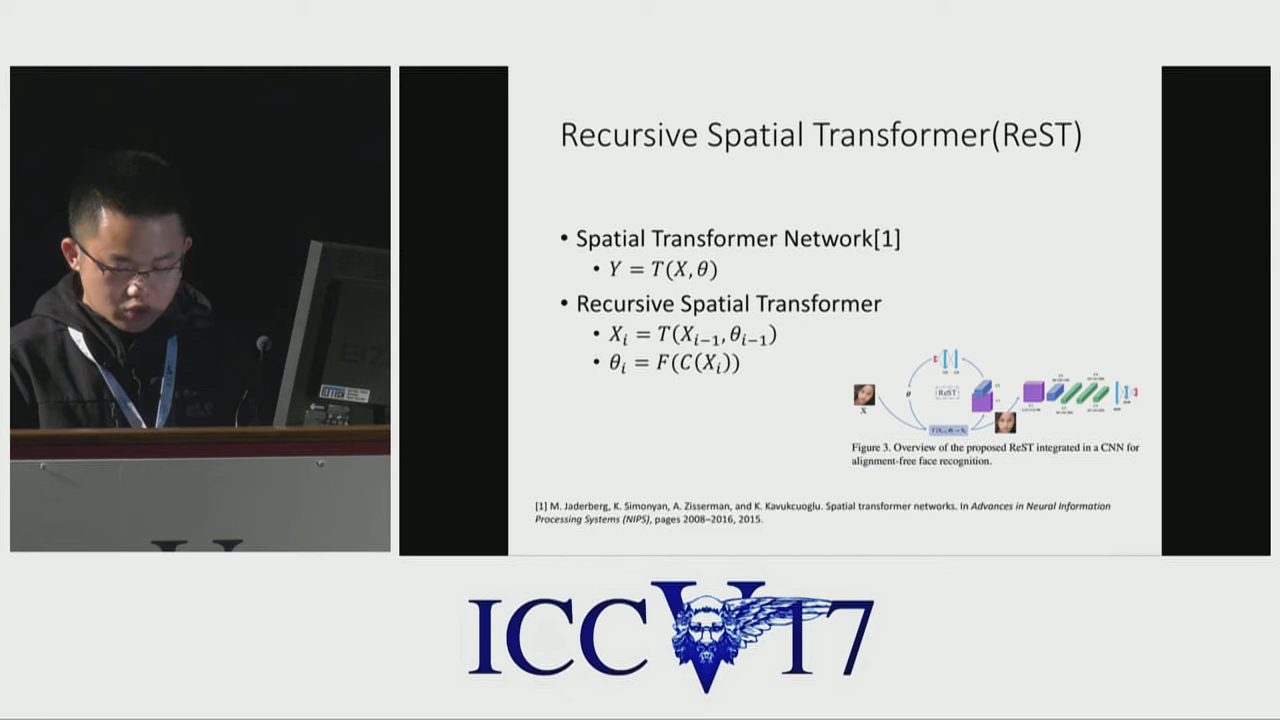 Recursive Spatial Transformer(ReST)
• Spatial Transformer Network[1]
• Y = T(X, θ)
• Recursive Spatial Transformer
• Xᵢ = T(Xᵢ₋₁, θᵢ₋₁)
• θᵢ = F(C(Xᵢ))
ReST
θ
X
Figure 3. Overview of the proposed ReST integrated in a CNN for
alignment-free face recognition.
[1] M. Jaderberg, K. Simonyan, A. Zisserman, and K. Kavukcuoglu. Spatial transformer networks. In Advances in Neural Information
Processing Systems (NIPS), pages 2008–2016, 2015.
ICCV17